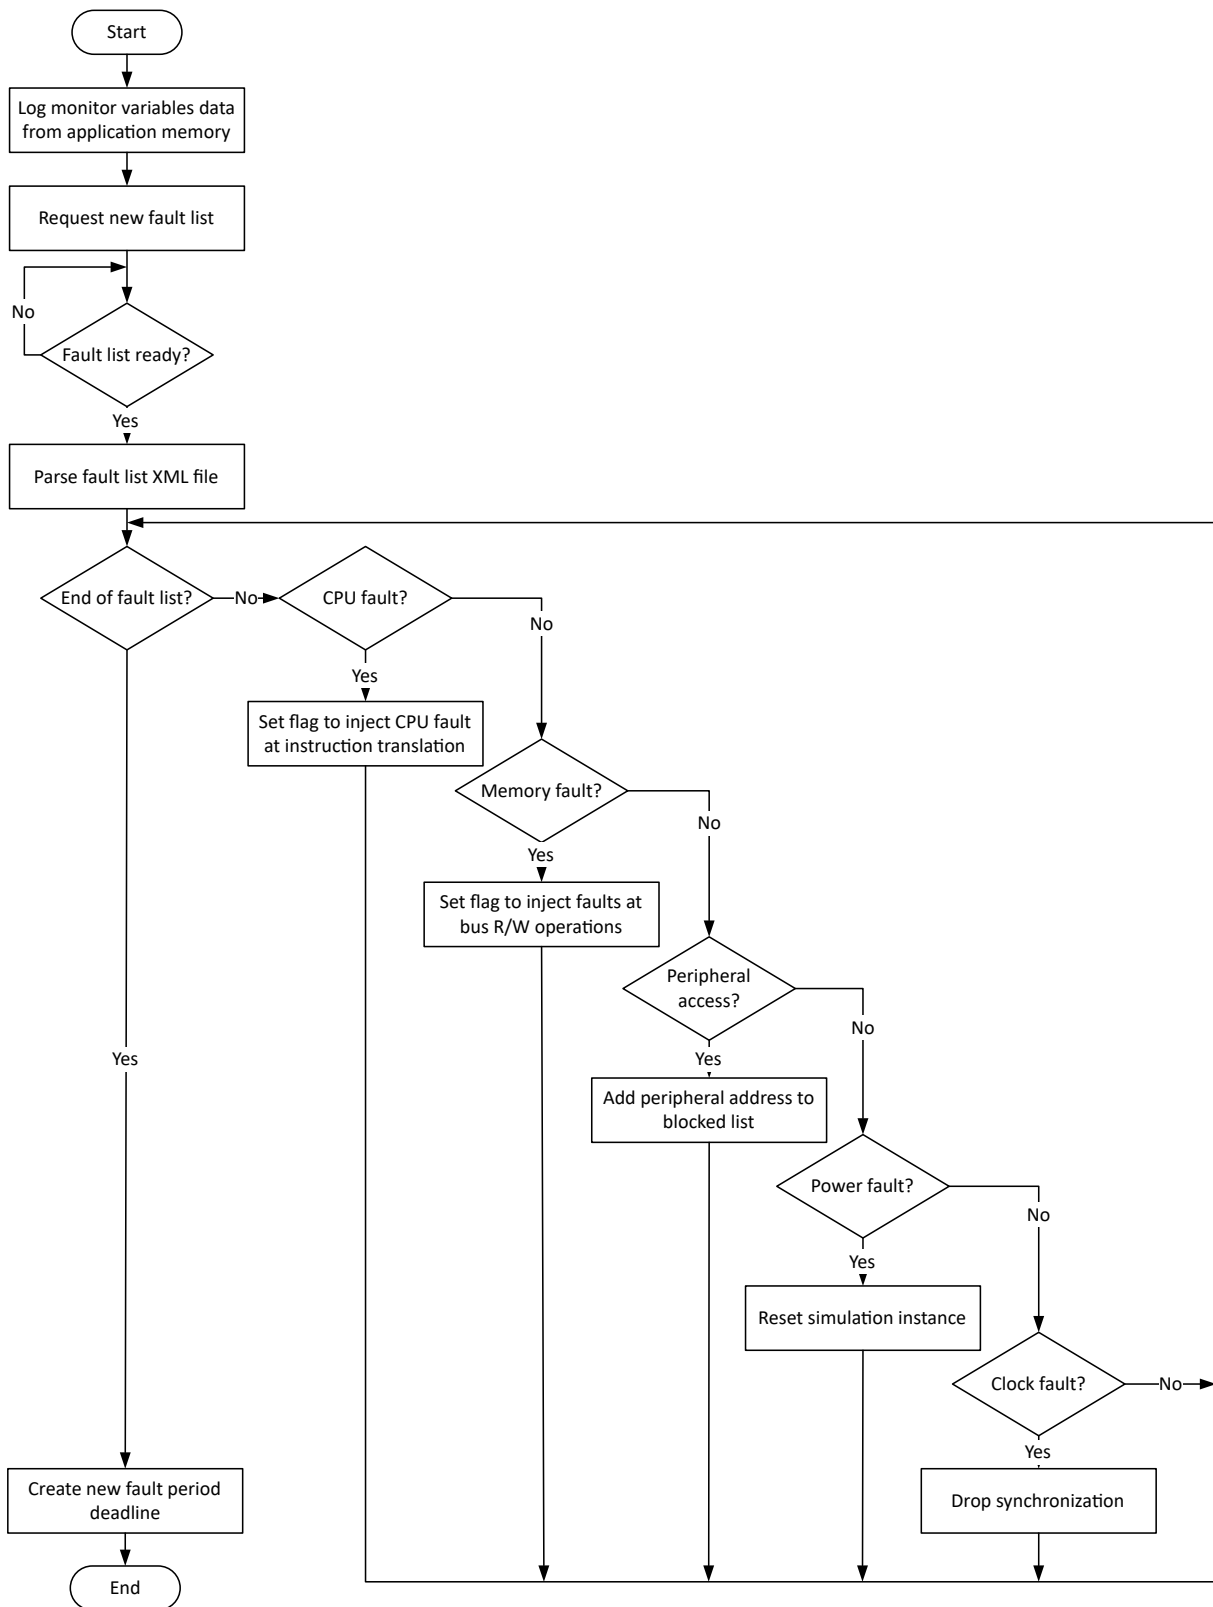 Start
Log monitor variables data
from application memory
Request new fault list
No
Fault list ready?
Yes
Parse fault list XML file
End of fault list?
No
CPU fault?
No
Yes
Set flag to inject CPU fault
at instruction translation
Memory fault?
No
Yes
Set flag to inject faults at
bus R/W operations
Peripheral
access?
No
Yes
Yes
Add peripheral address to
blocked list
Power fault?
No
Yes
Reset simulation instance
Clock fault?
No
Yes
Create new fault period
deadline
Drop synchronization
End